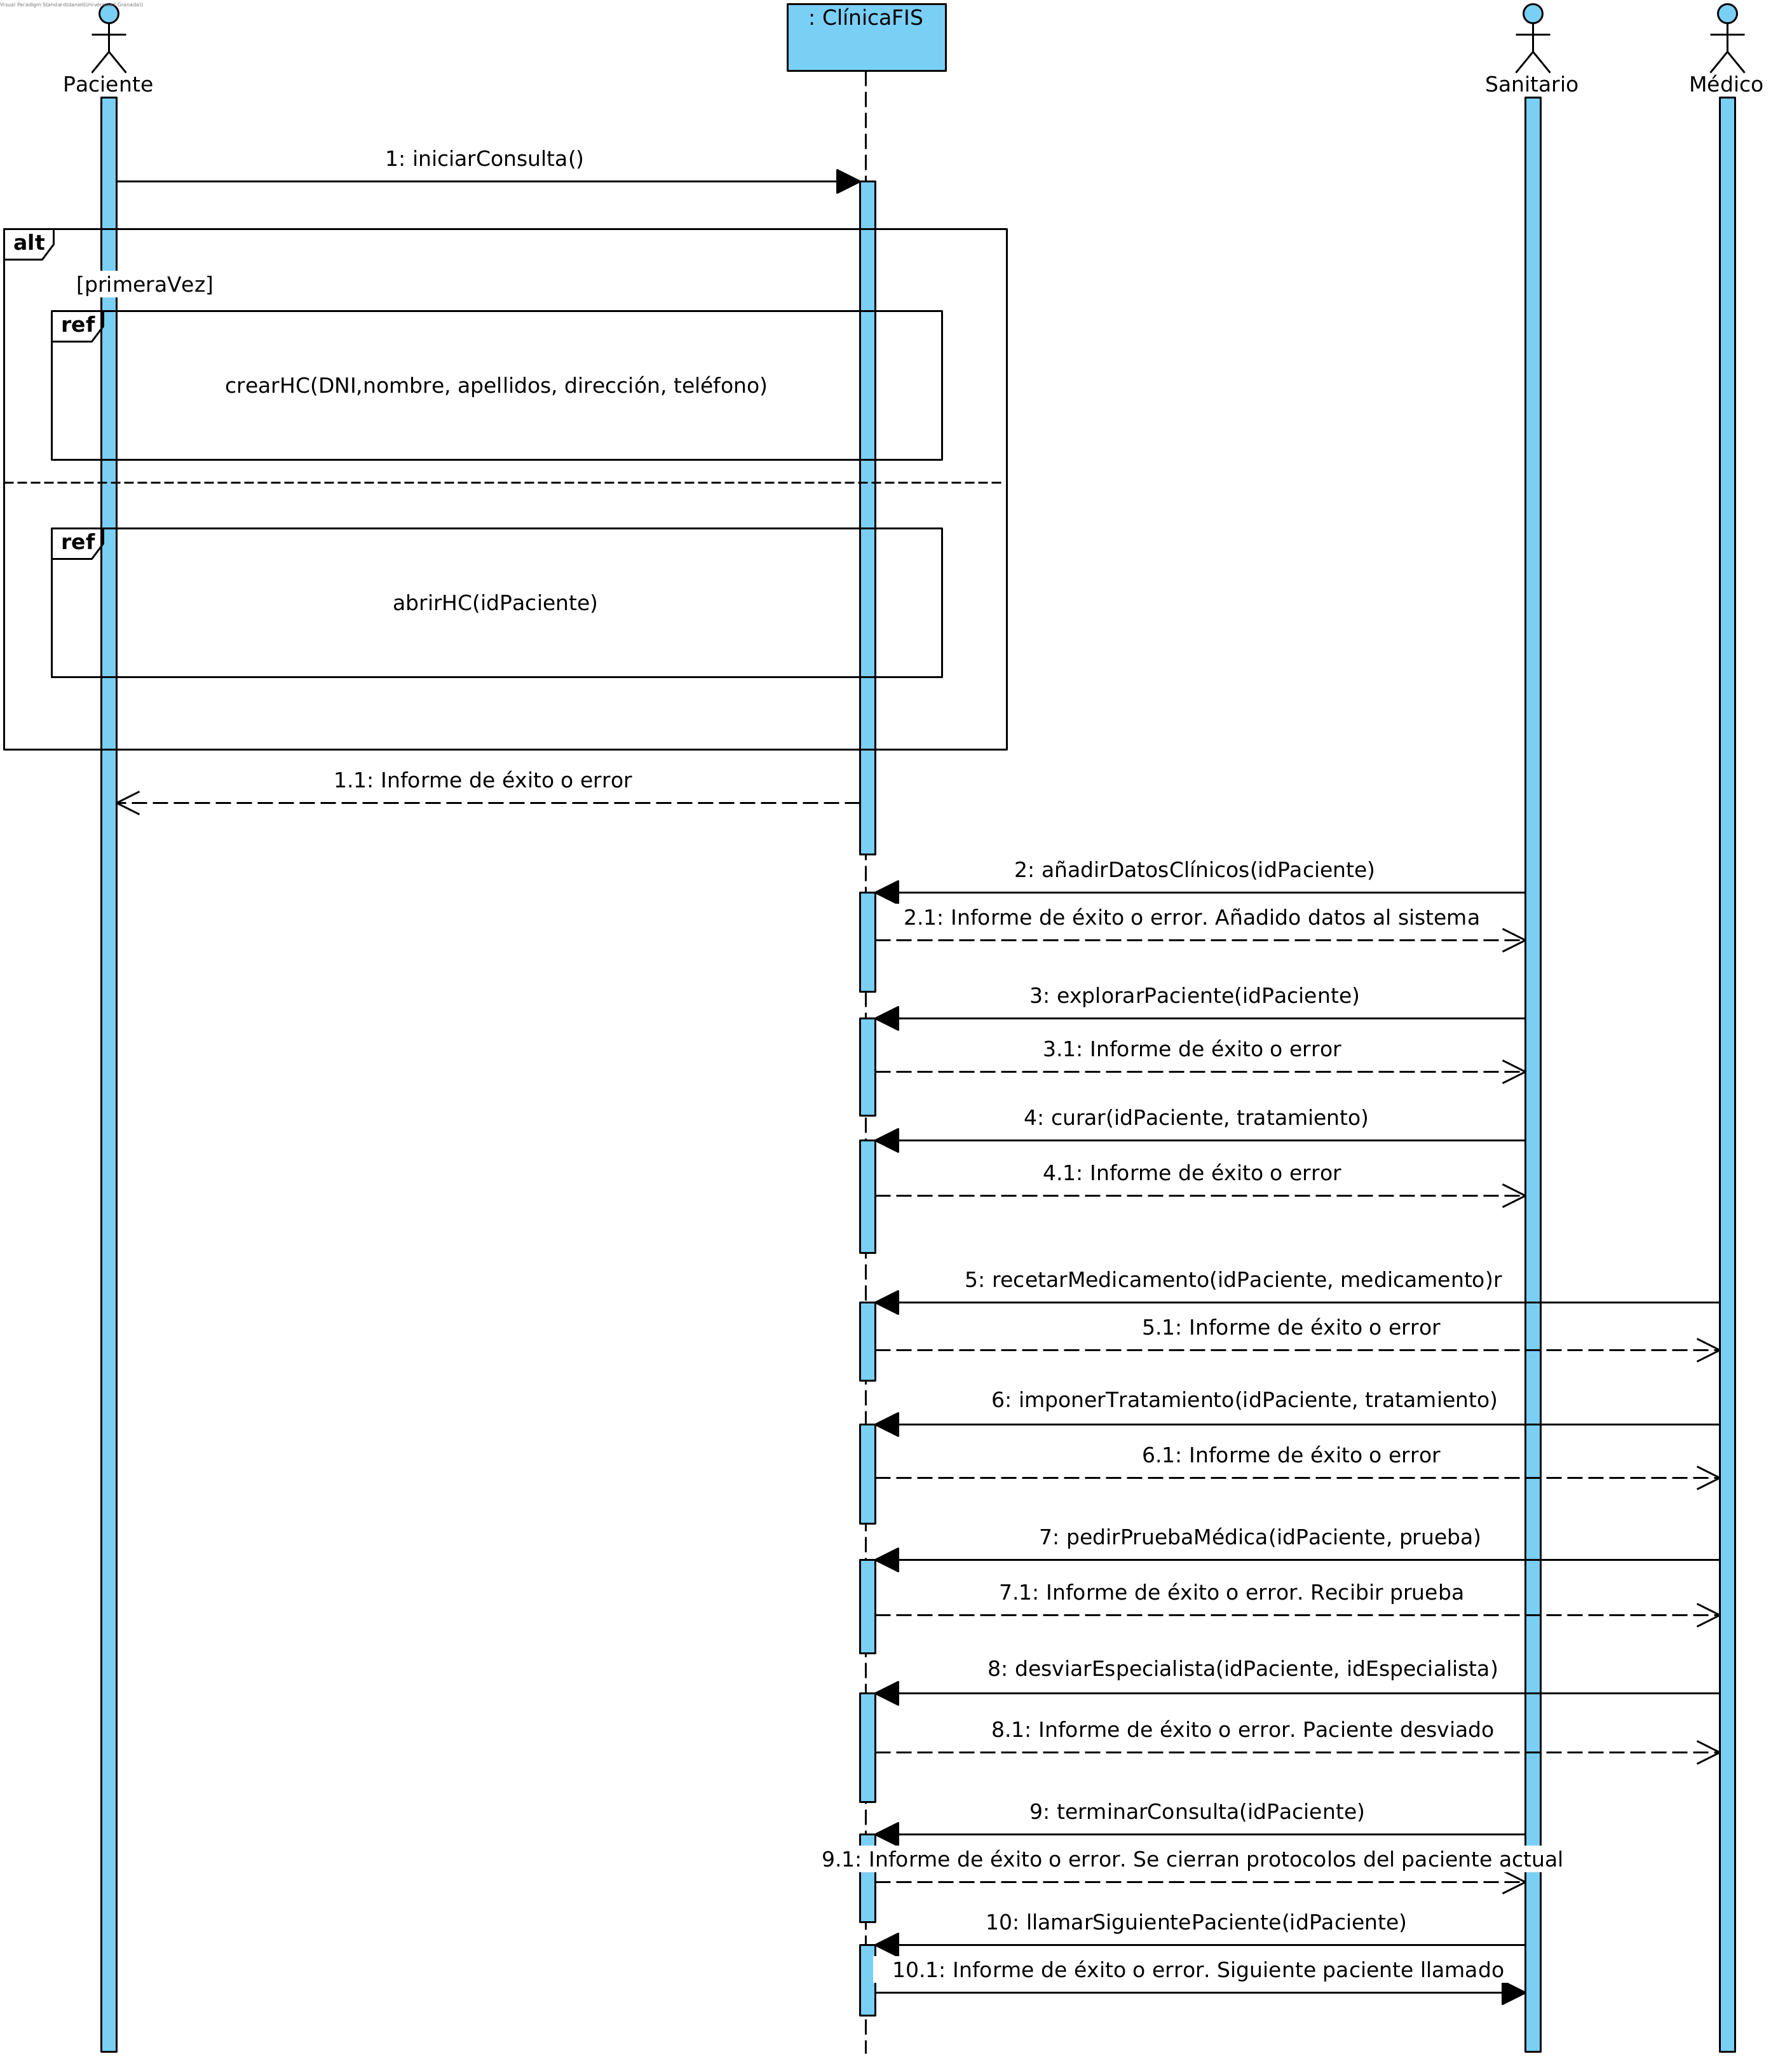 Visual Paradigm Standard(daniel(Universidad Granada))
: ClínicaFIS
Paciente
Sanitario
Médico
1: iniciarConsulta()
alt
[primeraVez]
ref
crearHC(DNI,nombre, apellidos, dirección, teléfono)
ref
abrirHC(idPaciente)
1.1: Informe de éxito o error
2: añadirDatosClínicos(idPaciente)
2.1: Informe de éxito o error. Añadido datos al sistema
3: explorarPaciente(idPaciente)
3.1: Informe de éxito o error
4: curar(idPaciente, tratamiento)
4.1: Informe de éxito o error
5: recetarMedicamento(idPaciente, medicamento)r
5.1: Informe de éxito o error
6: imponerTratamiento(idPaciente, tratamiento)
6.1: Informe de éxito o error
7: pedirPruebaMédica(idPaciente, prueba)
7.1: Informe de éxito o error. Recibir prueba
8: desviarEspecialista(idPaciente, idEspecialista)
8.1: Informe de éxito o error. Paciente desviado
9: terminarConsulta(idPaciente)
9.1: Informe de éxito o error. Se cierran protocolos del paciente actual
10: llamarSiguientePaciente(idPaciente)
10.1: Informe de éxito o error. Siguiente paciente llamado